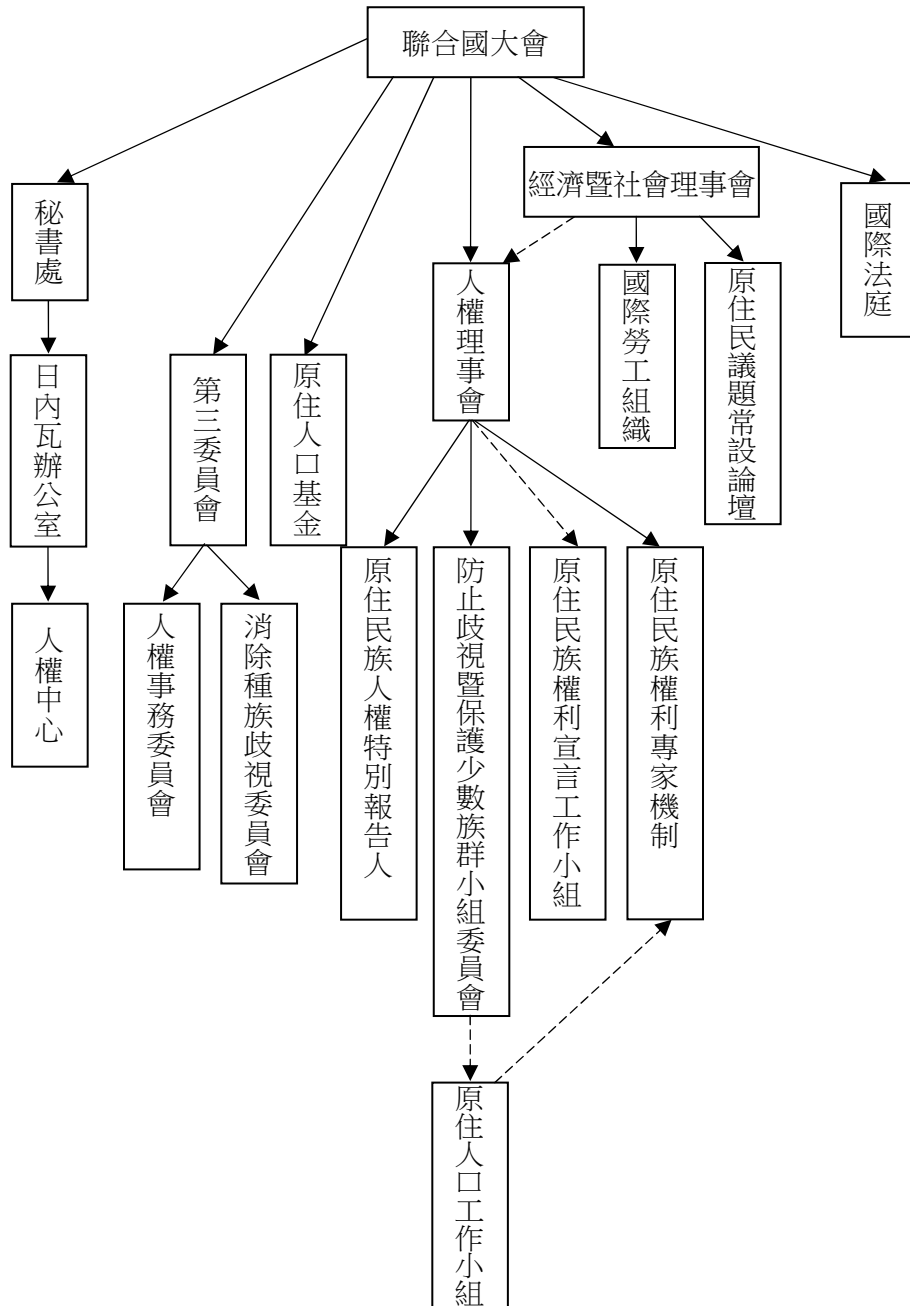 聯合國大會
經濟暨社會理事會
秘書處
國際法庭
人權理事會
國際勞工組織
原住民議題常設論壇
日內瓦辦公室
第三委員會
原住人口基金
人權中心
人權事務委員會
消除種族歧視委員會
原住民族人權特別報告人
防止歧視暨保護少數族群小組委員會
原住民族權利宣言工作小組
原住民族權利專家機制
原住人口工作小組